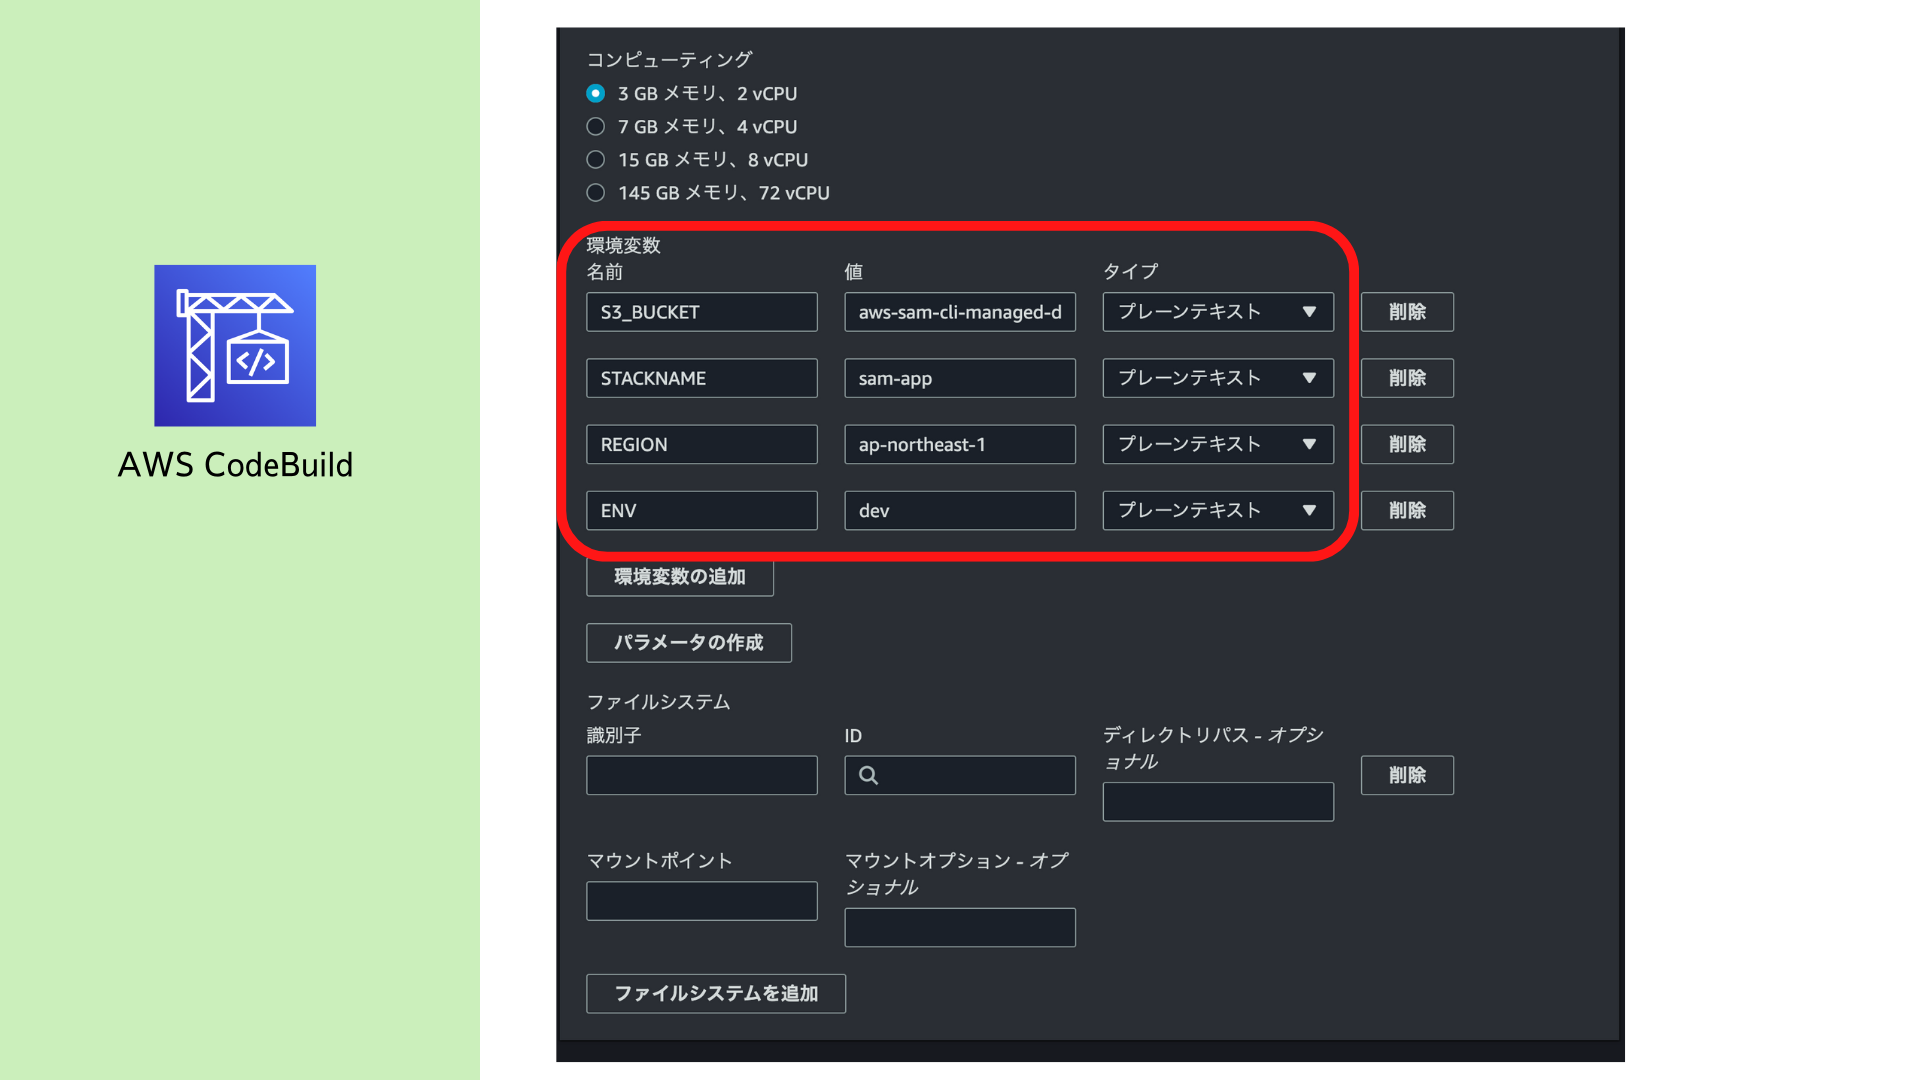 AWS CodeBuild
コンピューティング
3 GB メモリ、2 vCPU
7 GB メモリ、4 vCPU
15 GB メモリ、8 vCPU
145 GB メモリ、72 vCPU
環境変数
名前 値 タイプ
S3_BUCKET aws-sam-cli-managed-d プレーンテキスト 削除
STACKNAME sam-app プレーンテキスト 削除
REGION ap-northeast-1 プレーンテキスト 削除
ENV dev プレーンテキスト 削除
環境変数の追加
パラメータの作成
ファイルシステム
識別子 ID ディレクトリパス - オプシ
ョナル
削除
マウントポイント マウントオプション - オプ
ショナル
ファイルシステムを追加